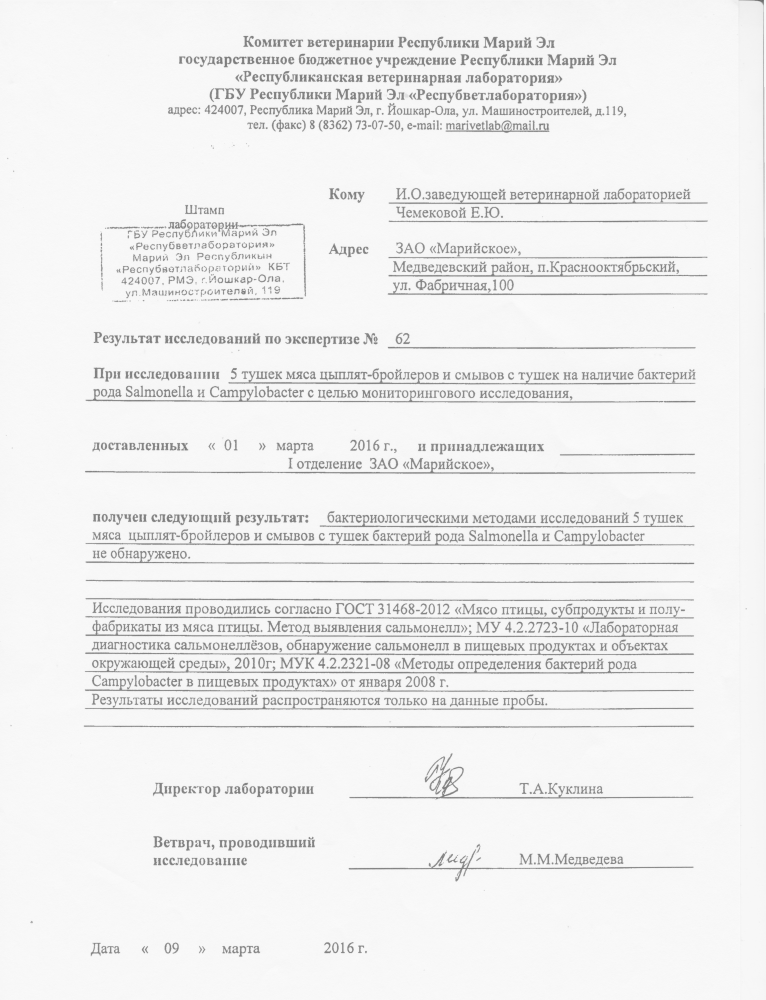 Комитет ветеринарии Республики Марий Эл
государственное бюджетное учреждение Республики Марий Эл
«Республиканская ветеринарная лаборатория»
(ГБУ Республики Марий Эл «Республетлаборатория»)
адрес: 424007, Республика Марий Эл, г. Йошкар-Ола, ул. Машиностроителей, д.119,
тел. (факс) 8 (8362) 73-07-50, e-mail: marivetlab@mail.ru
Кому И.О.заведующей ветеринарной лабораторией
Чемековой Е.Ю.
Штамп
лаборатории
ГБУ Республики Марий Эл
«Республетлаборатория»
Марий Эл Республикын
«Республетлабораторий» КБТ
424007, РМЭ, г.Йошкар-Ола,
ул.Машиностроителей, 119
Адрес ЗАО «Марийское»,
Медведевский район, п.Краснооктябрьский,
ул. Фабричная,100
Результат исследований по экспертизе № 62
При исследовании 5 тушек мяса цыплят-бройлеров и смывов с тушек на наличие бактерий
рода Salmonella и Campylobacter с целью мониторингового исследования,
доставленных « 01 » марта 2016 г., и принадлежащих
I отделение ЗАО «Марийское»,
получен следующий результат: бактериологическими методами исследований 5 тушек
мяса цыплят-бройлеров и смывов с тушек бактерий рода Salmonella и Campylobacter
не обнаружено.
Исследования проводились согласно ГОСТ 31468-2012 «Мясо птицы, субпродукты и полу-
фабрикаты из мяса птицы. Метод выявления сальмонелл»; МУ 4.2.2723-10 «Лабораторная
диагностика сальмонеллёзов, обнаружение сальмонелл в пищевых продуктах и объектах
окружающей среды», 2010г; МУК 4.2.2321-08 «Методы определения бактерий рода
Campylobacter в пищевых продуктах» от января 2008 г.
Результаты исследований распространяются только на данные пробы.
Директор лаборатории Т.А.Куклина
Ветврач, проводивший
исследование М.М.Медведева
Дата « 09 » марта 2016 г.